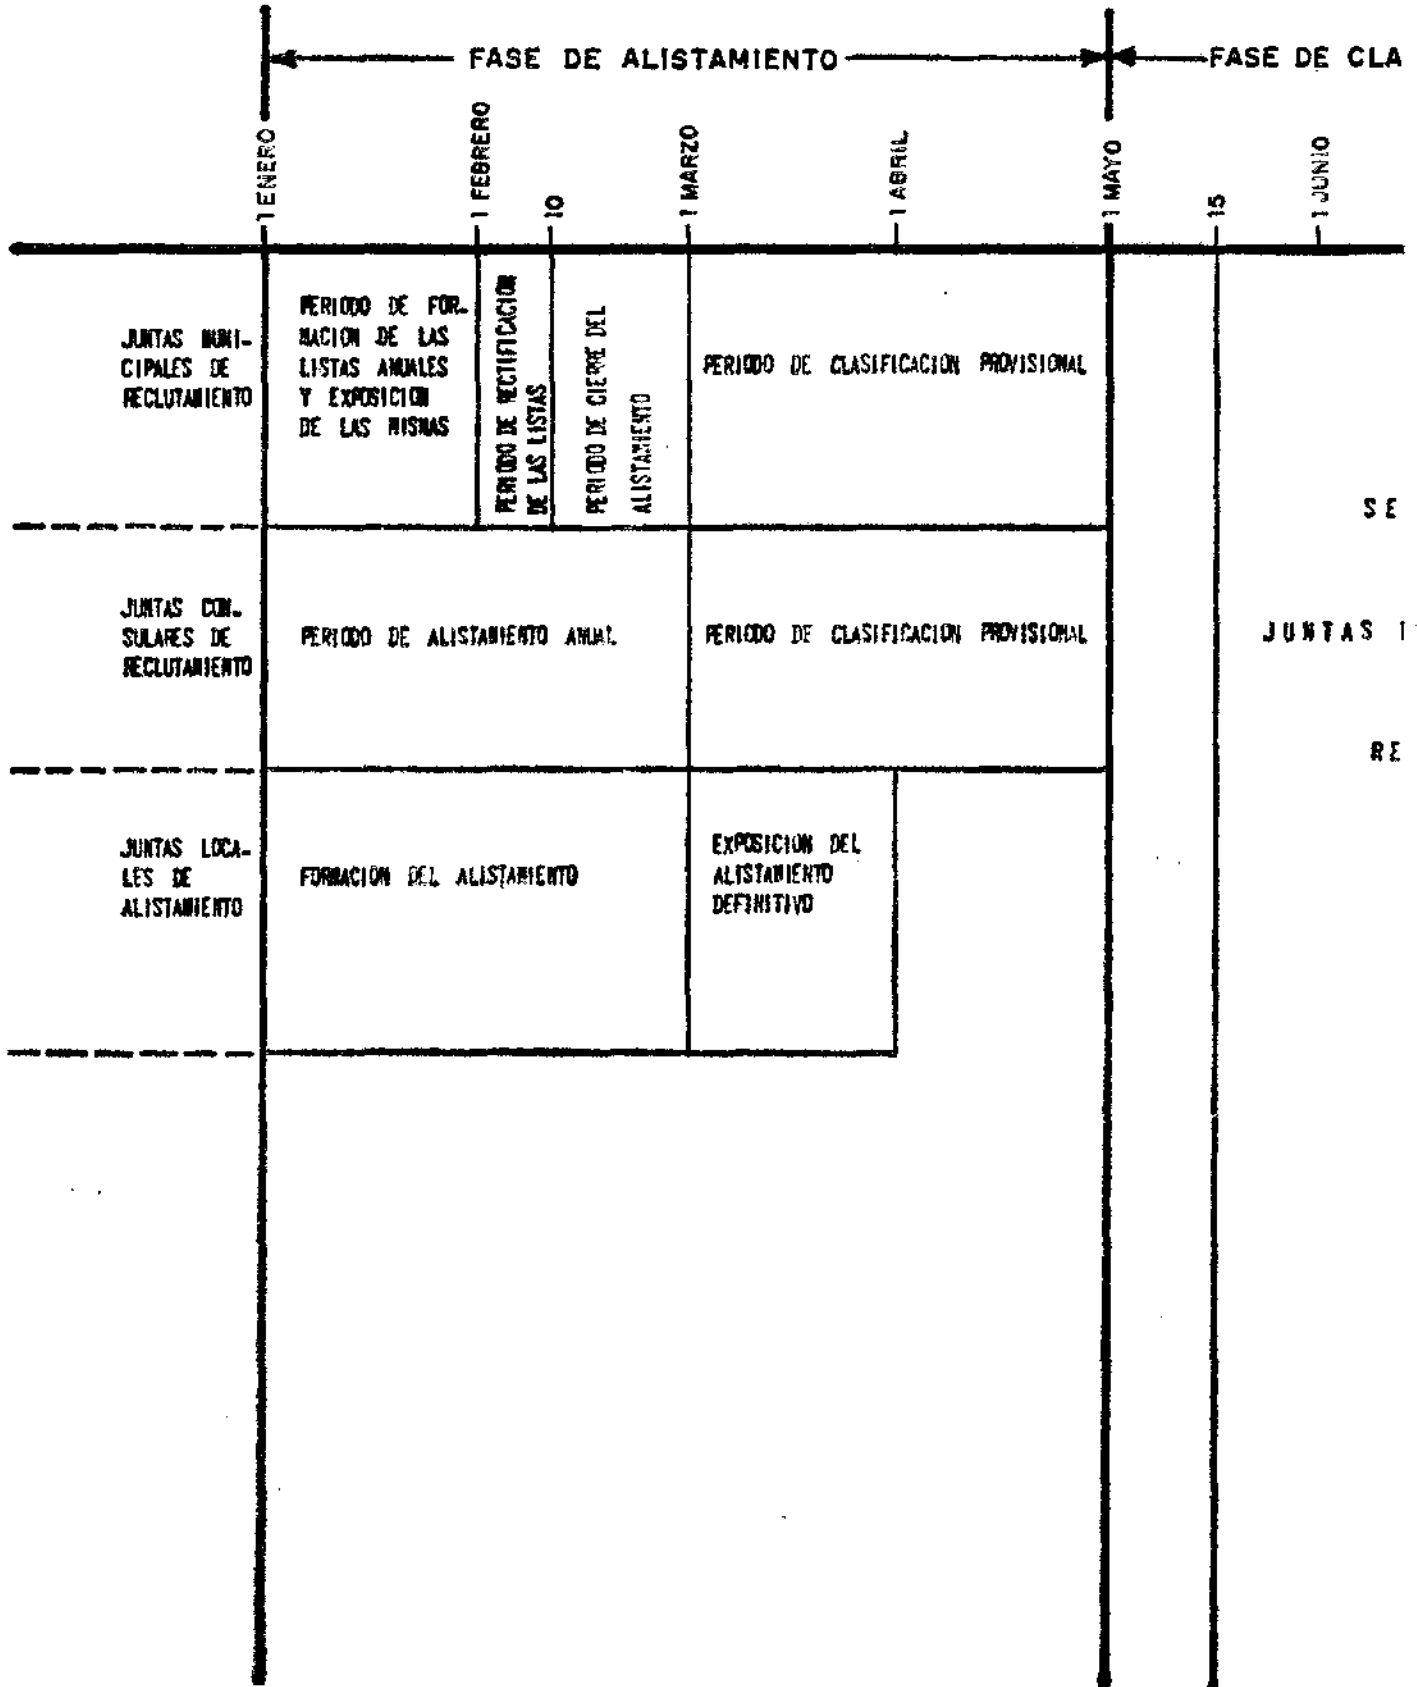 FASE DE ALISTAMIENTO
FASE DE CLA
1 ENERO
1 FEBRERO
10
1 MARZO
1 ABRIL
1 MAYO
15
1 JUNIO
JUNTAS MUNI-
CIPALES DE
RECLUTAMIENTO
PERIODO DE FOR-
MACION DE LAS
LISTAS ANUALES
Y EXPOSICION
DE LAS MISMAS
PERIODO DE RECTIFICACION
DE LAS LISTAS
PERIODO DE CIERRE DEL
ALISTAMIENTO
PERIODO DE CLASIFICACION PROVISIONAL
SE
JUNTAS CON-
SULARES DE
RECLUTAMIENTO
PERIODO DE ALISTAMIENTO ANUAL
PERIODO DE CLASIFICACION PROVISIONAL
JUNTAS
RE
JUNTAS LOCA-
LES DE
ALISTAMIENTO
FORMACION DEL ALISTAMIENTO
EXPOSICION DEL
ALISTAMIENTO
DEFINITIVO